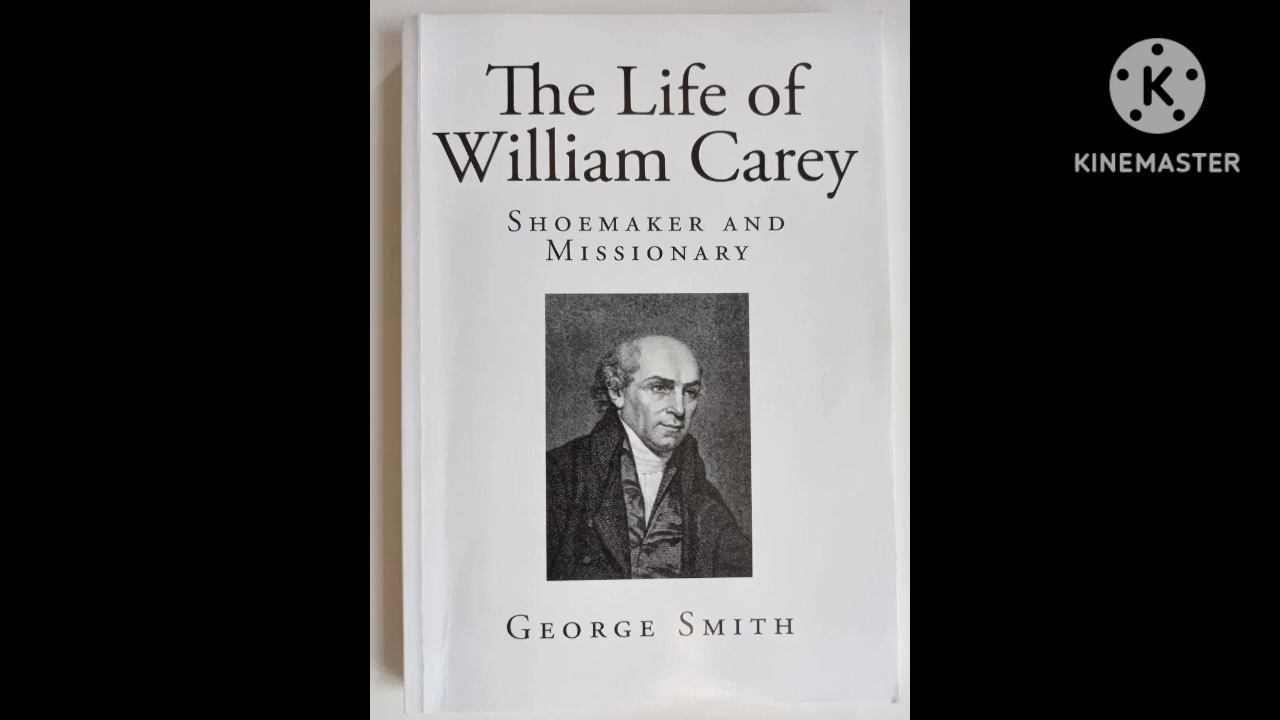 The Life of
William Carey
SHOEMAKER AND
MISSIONARY
GEORGE SMITH
K
KINEMASTER